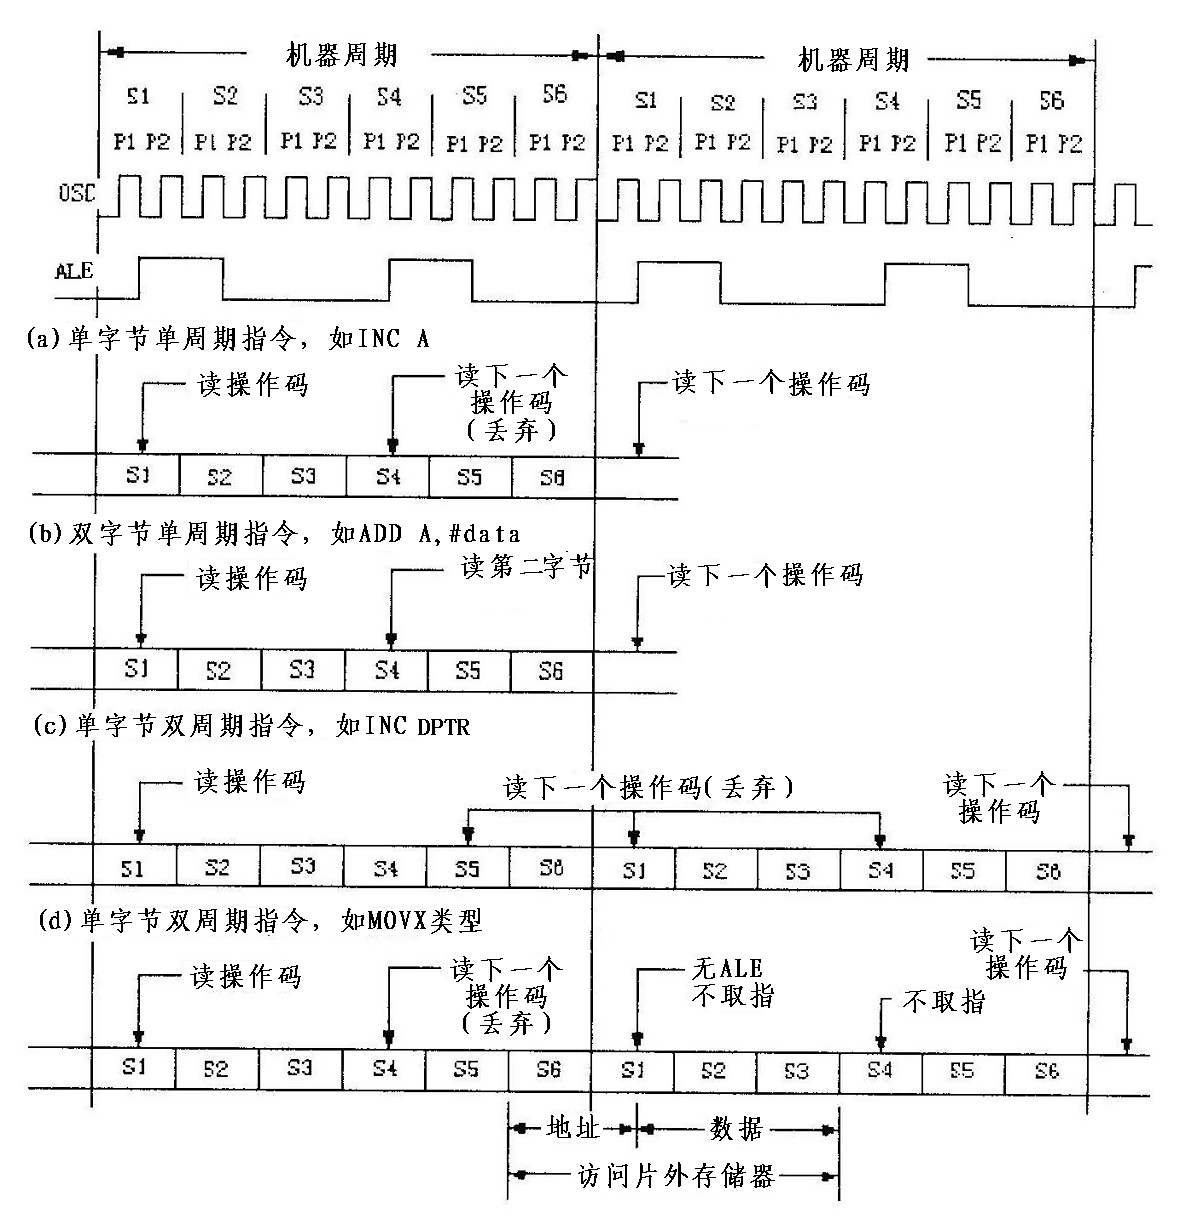 机器周期 机器周期
S1 S2 S3 S4 S5 S6 S1 S2 S3 S4 S5 S6
P1 P2 P1 P2 P1 P2 P1 P2 P1 P2 P1 P2 P1 P2 P1 P2 P1 P2 P1 P2 P1 P2 P1 P2
OSC
ALE
(a)单字节单周期指令，如INC A
读操作码 读下一个 读下一个操作码
操作码
(丢弃)
S1 S2 S3 S4 S5 S6
(b)双字节单周期指令，如ADD A,#data
读操作码 读第二字节 读下一个操作码
S1 S2 S3 S4 S5 S6
(c)单字节双周期指令，如INC DPTR
读操作码 读下一个操作码(丢弃) 读下一个
操作码
S1 S2 S3 S4 S5 S6 S1 S2 S3 S4 S5 S6
(d)单字节双周期指令，如MOVX类型
读操作码 读下一个 无ALE 读下一个
操作码 不取指 不取指 操作码
(丢弃)
S1 S2 S3 S4 S5 S6 S1 S2 S3 S4 S5 S6
地址 数据
访问片外存储器